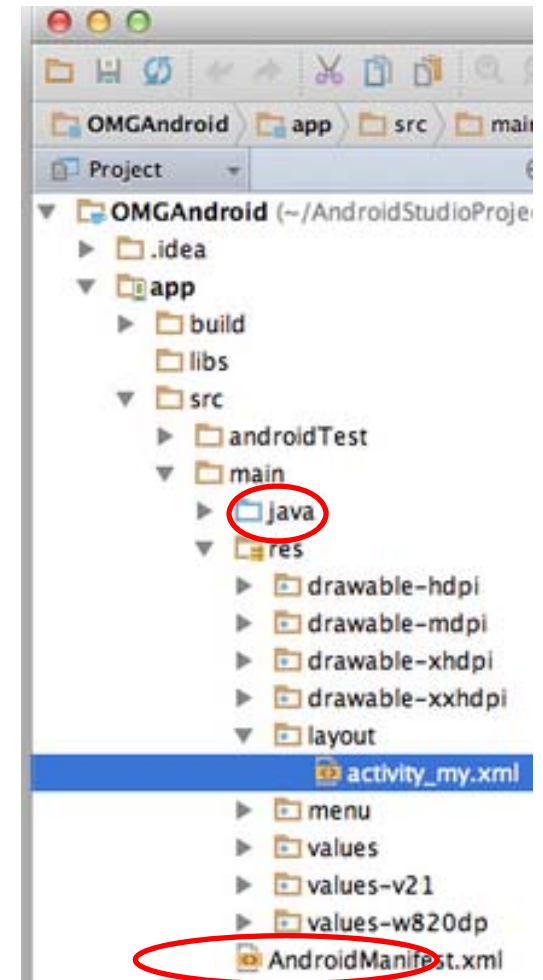 OMGAndroid app src main
Project
OMGAndroid (~/AndroidStudioProje
.idea
app
build
libs
src
androidTest
main
java
res
drawable-hdpi
drawable-mdpi
drawable-xhdpi
drawable-xxhdpi
layout
activity_my.xml
menu
values
values-v21
values-w820dp
AndroidManifest.xml